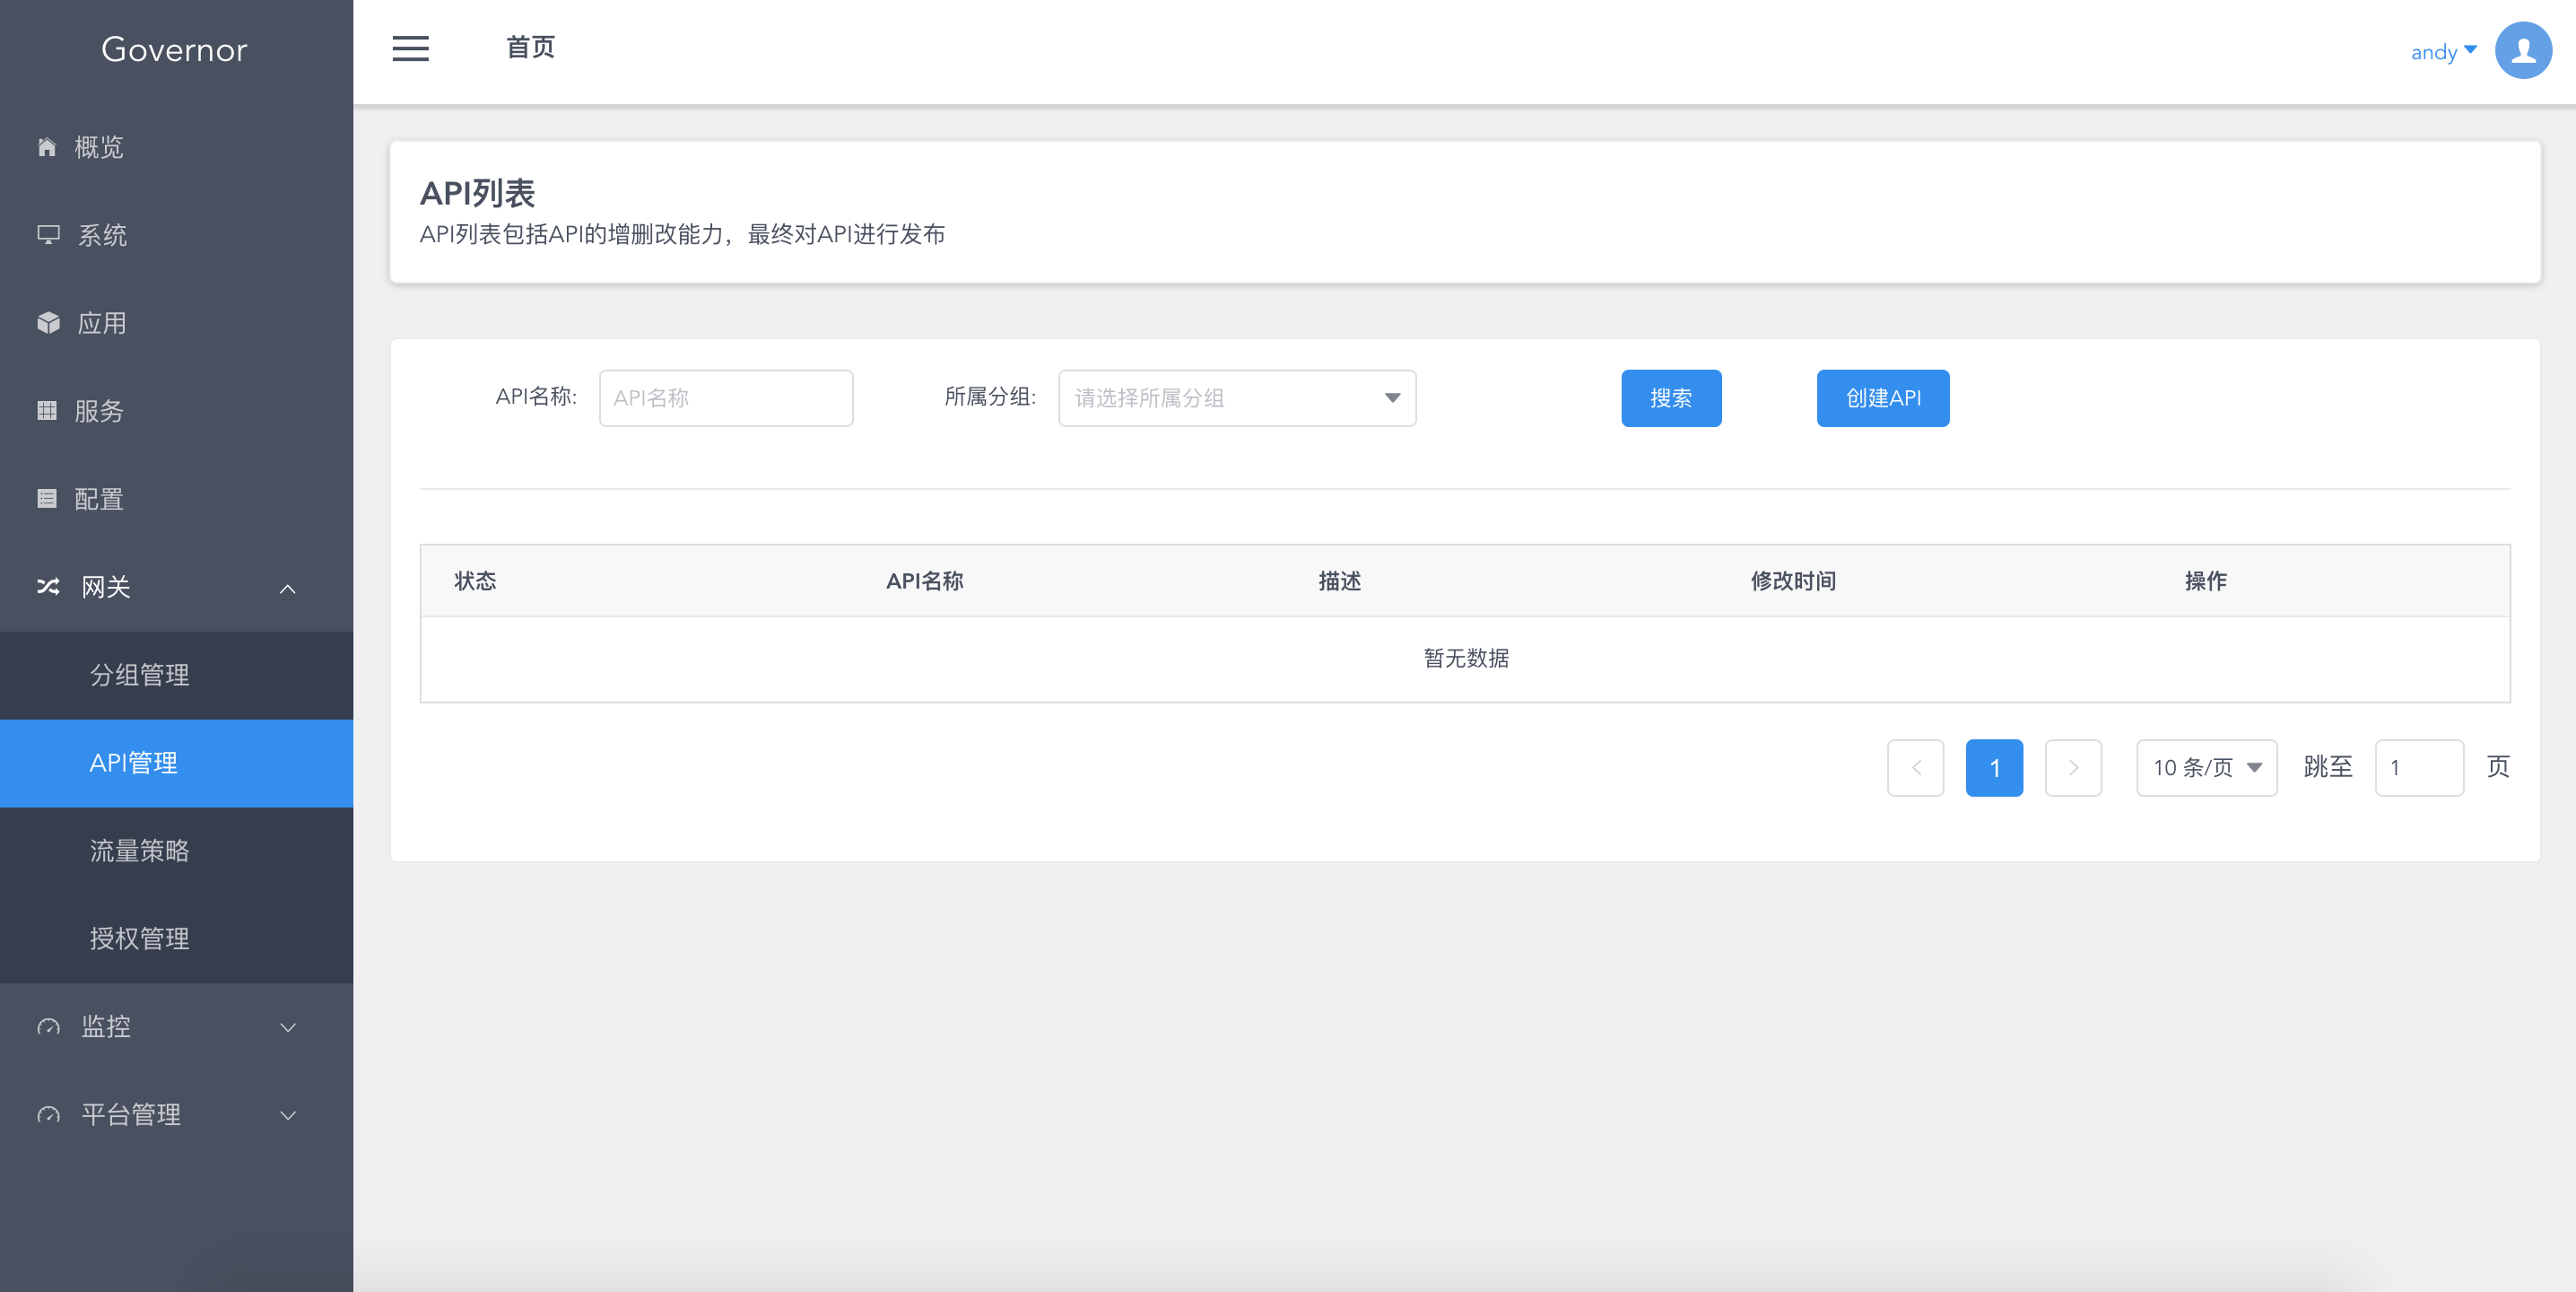 Governor
概览
系统
应用
服务
配置
网关
分组管理
API管理
流量策略
授权管理
监控
平台管理
首页
andy
API列表
API列表包括API的增删改能力，最终对API进行发布
API名称: API名称 所属分组: 请选择所属分组 搜索 创建API
状态 API名称 描述 修改时间 操作
暂无数据
1 10 条/页 跳至 1 页